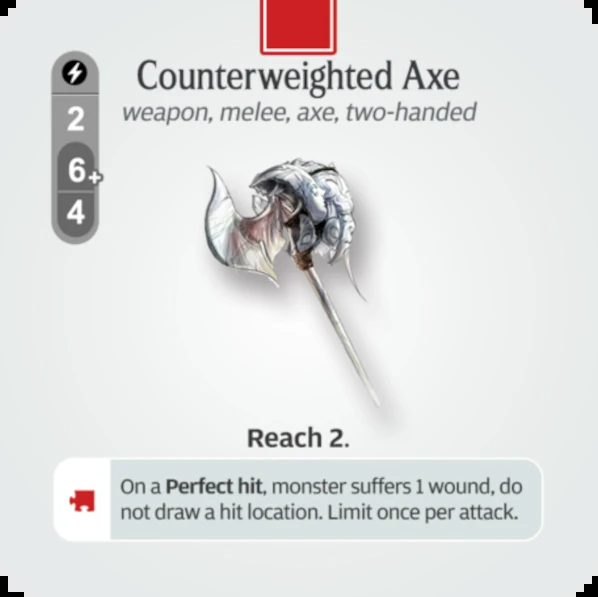 Counterweighted Axe
weapon, melee, axe, two-handed
2
6+
4
Reach 2.
On a Perfect hit, monster suffers 1 wound, do
not draw a hit location. Limit once per attack.